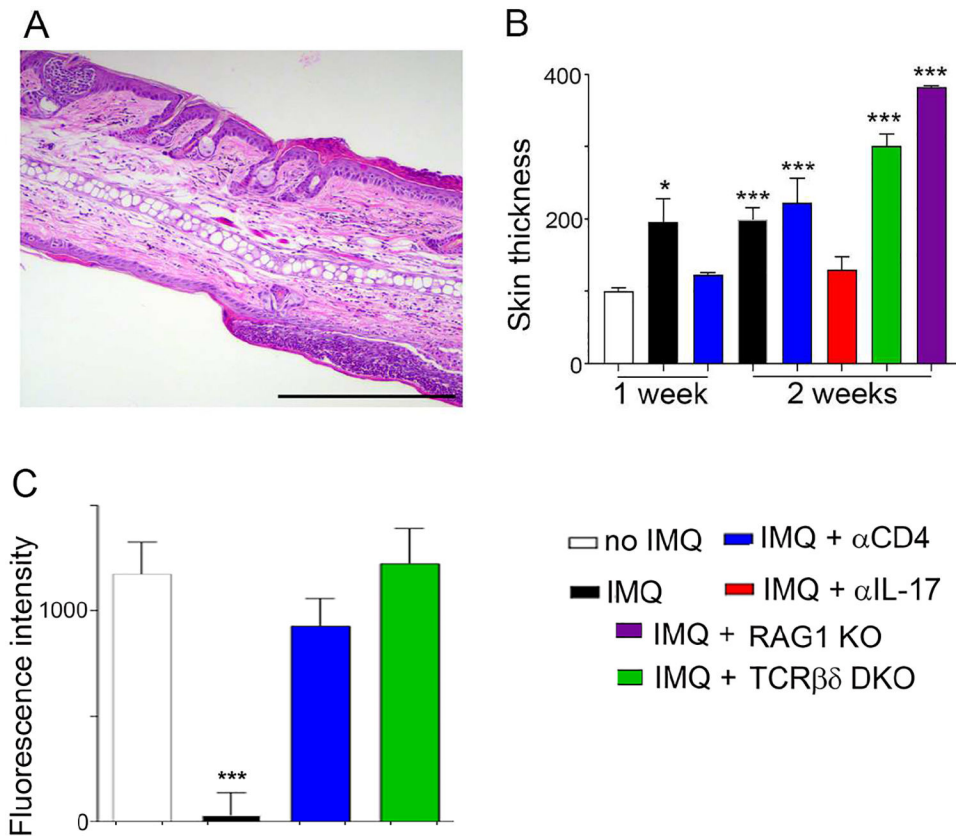 A
B
Skin thickness
400
200
0
*
***
***
***
***
1 week
2 weeks
C
Fluorescence intensity
1000
0
***
no IMQ
IMQ + αCD4
IMQ
IMQ + αIL-17
IMQ + RAG1 KO
IMQ + TCRβδ DKO